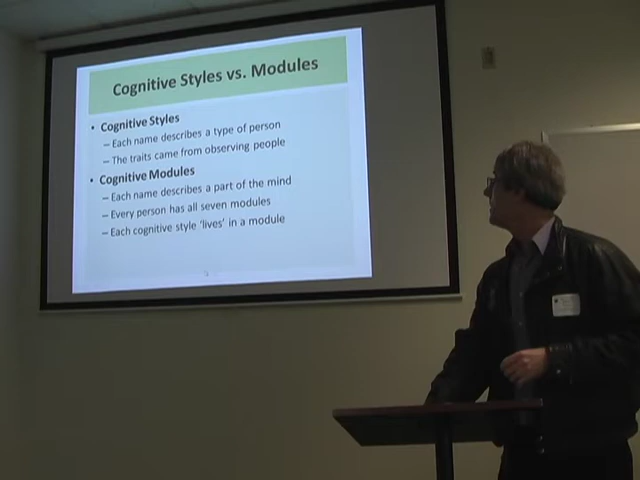 Cognitive Styles vs. Modules
• Cognitive Styles
– Each name describes a type of person
– The traits came from observing people
• Cognitive Modules
– Each name describes a part of the mind
– Every person has all seven modules
– Each cognitive style ‘lives’ in a module